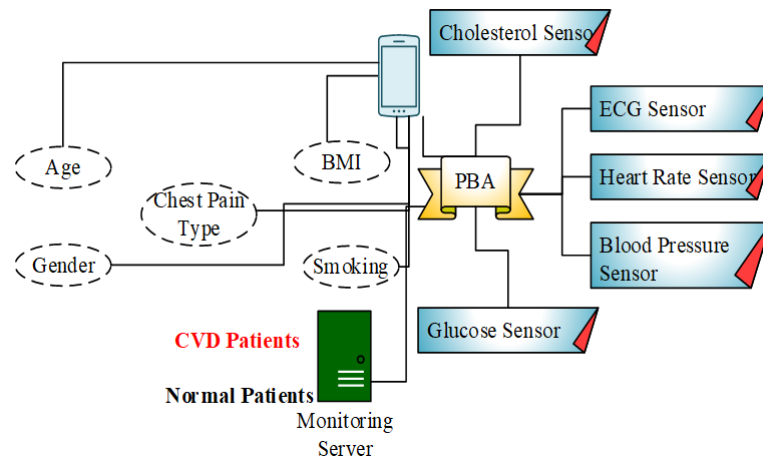 Cholesterol Senso
ECG Sensor
Age
BMI
PBA
Heart Rate Sensor
Chest Pain
Type
Gender
Smoking
Blood Pressure
Sensor
CVD Patients
Glucose Sensor
Normal Patients
Monitoring
Server